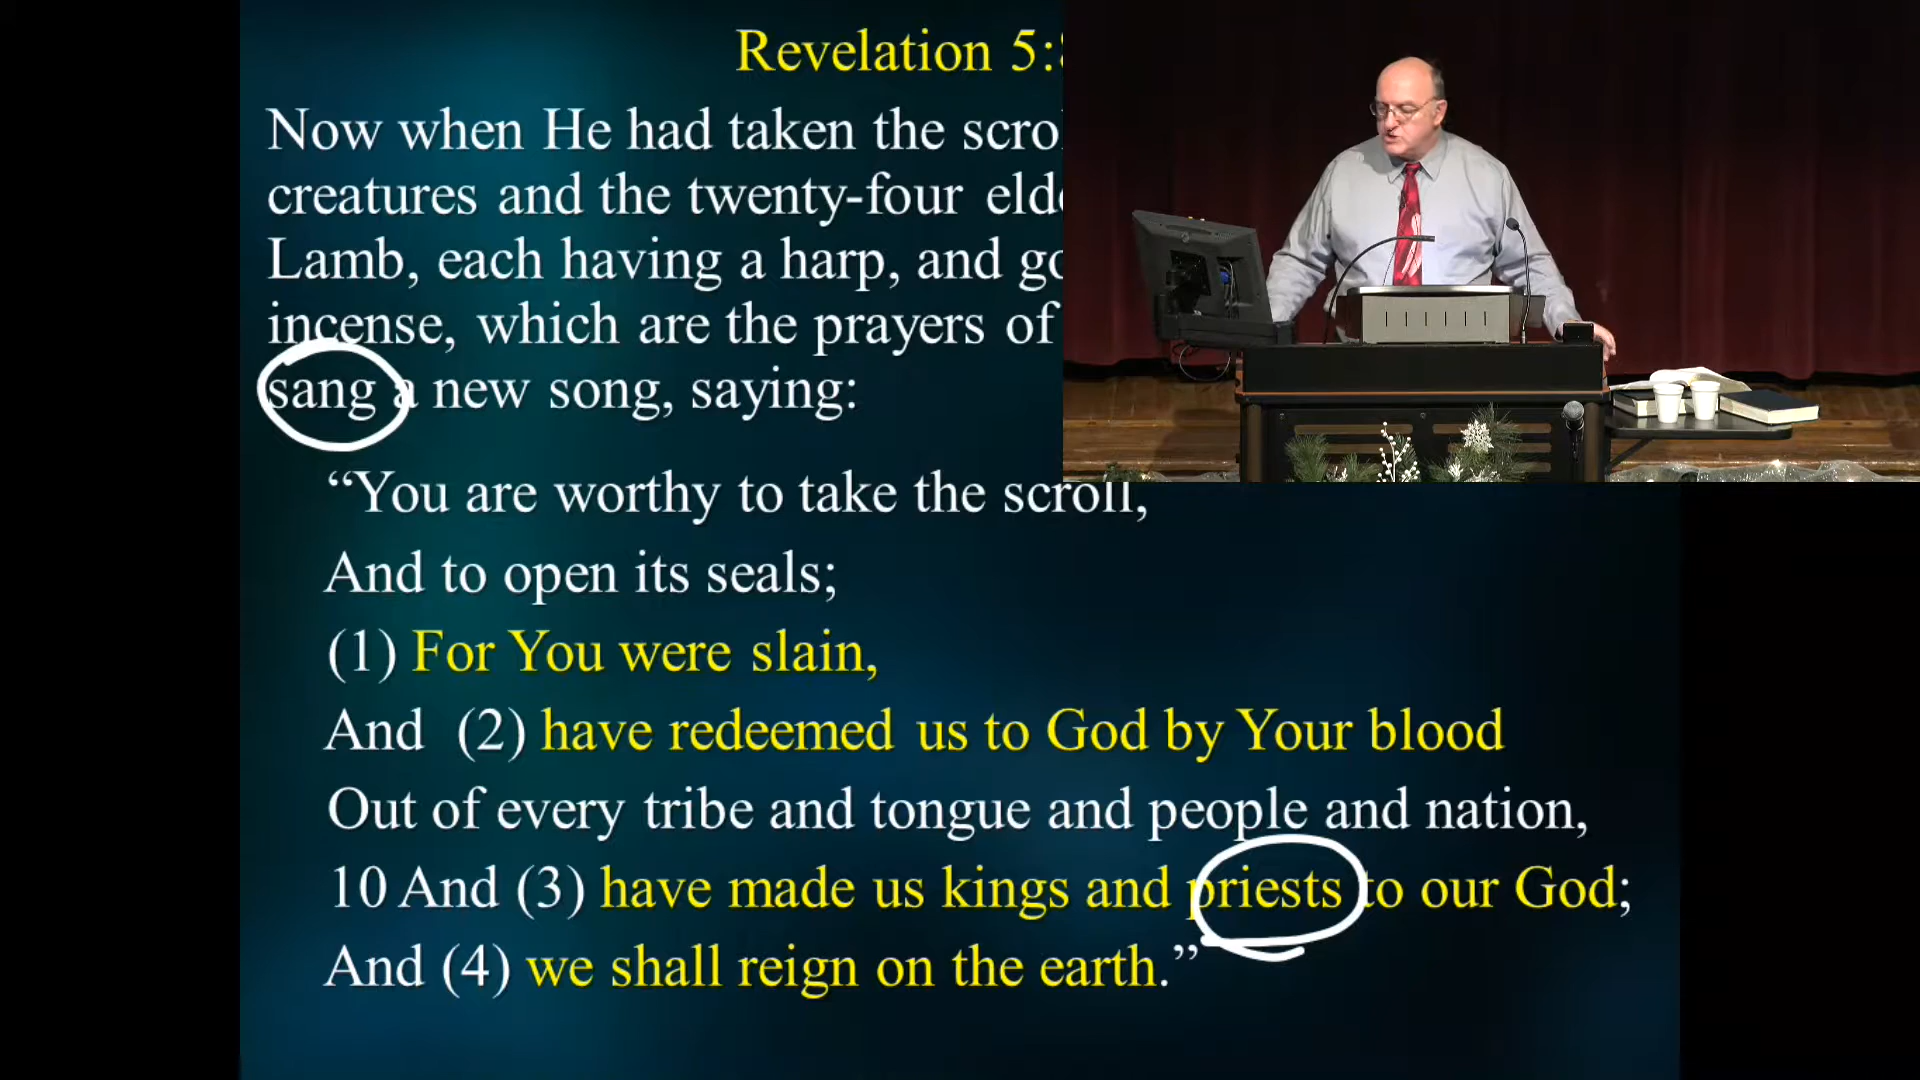 Revelation 5:
Now when He had taken the scro
creatures and the twenty-four eld
Lamb, each having a harp, and go
incense, which are the prayers of
sang a new song, saying:
“You are worthy to take the scroll,
And to open its seals;
(1) For You were slain,
And (2) have redeemed us to God by Your blood
Out of every tribe and tongue and people and nation,
10 And (3) have made us kings and priests to our God;
And (4) we shall reign on the earth.”